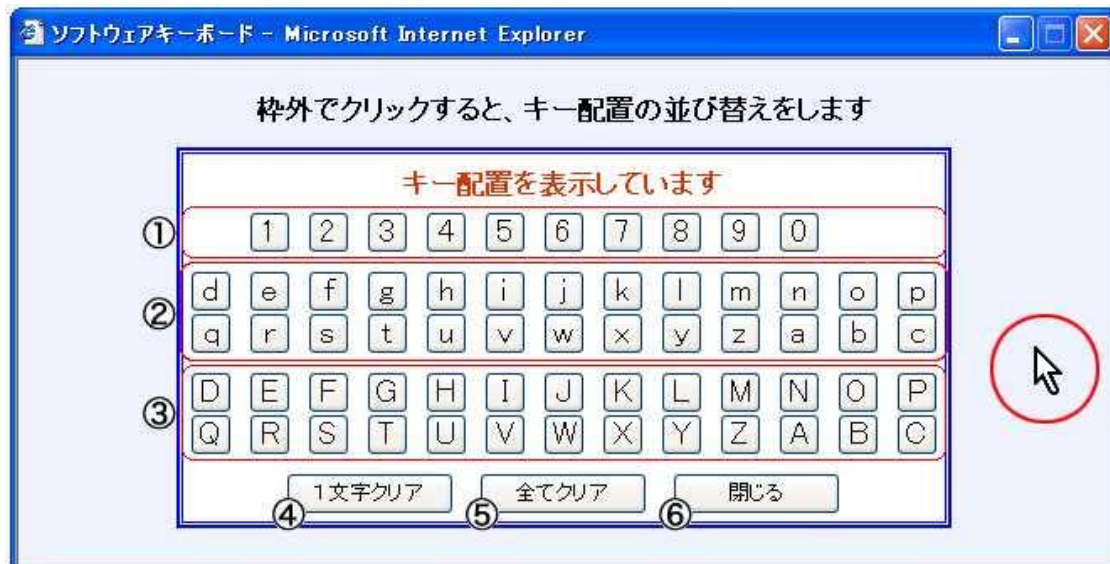 ソフトウェアキーボード - Microsoft Internet Explorer
枠外でクリックすると、キー配置の並び替えをします
キー配置を表示しています
① 1 2 3 4 5 6 7 8 9 0
② d e f g h i j k l m n o p
q r s t u v w x y z a b c
③ D E F G H I J K L M N O P
Q R S T U V W X Y Z A B C
④ 1文字クリア ⑤ 全てクリア ⑥ 閉じる